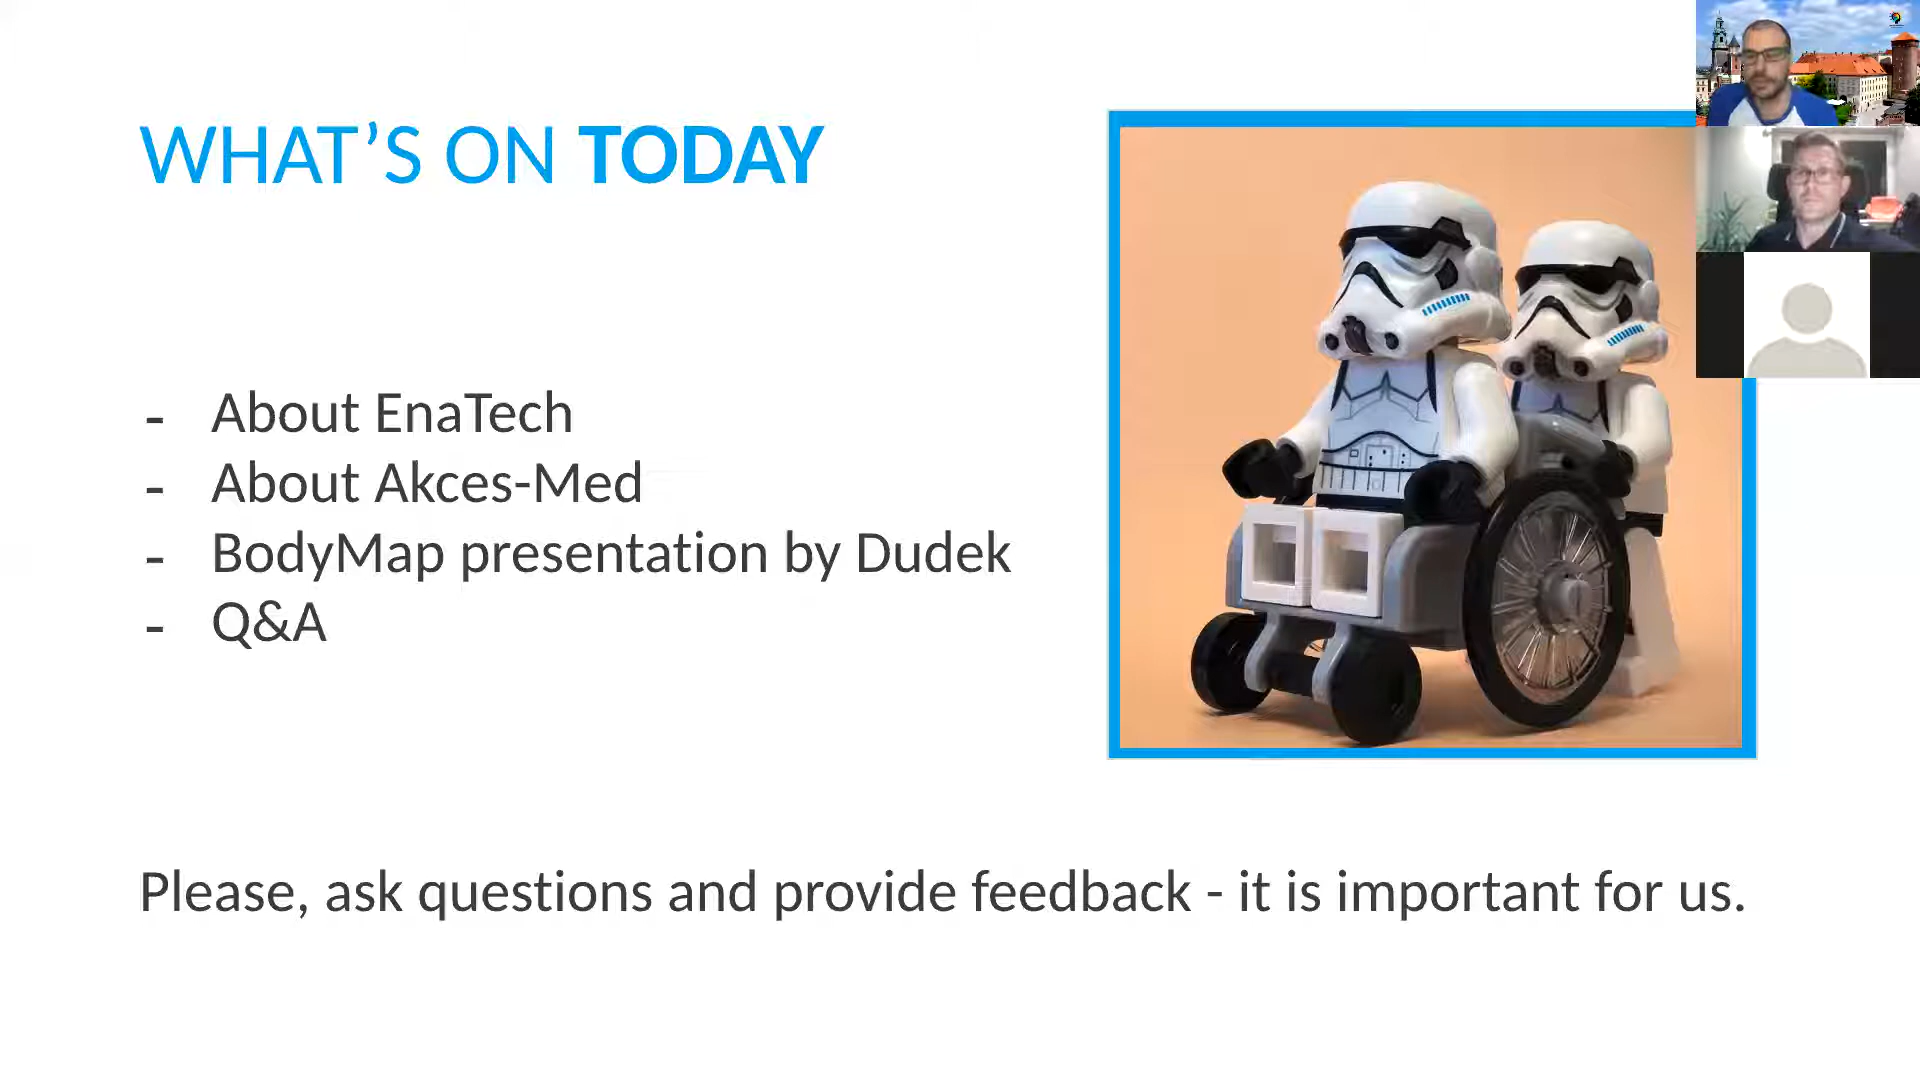 WHAT’S ON TODAY
- About EnaTech
- About Akces-Med
- BodyMap presentation by Dudek
- Q&A
Please, ask questions and provide feedback - it is important for us.